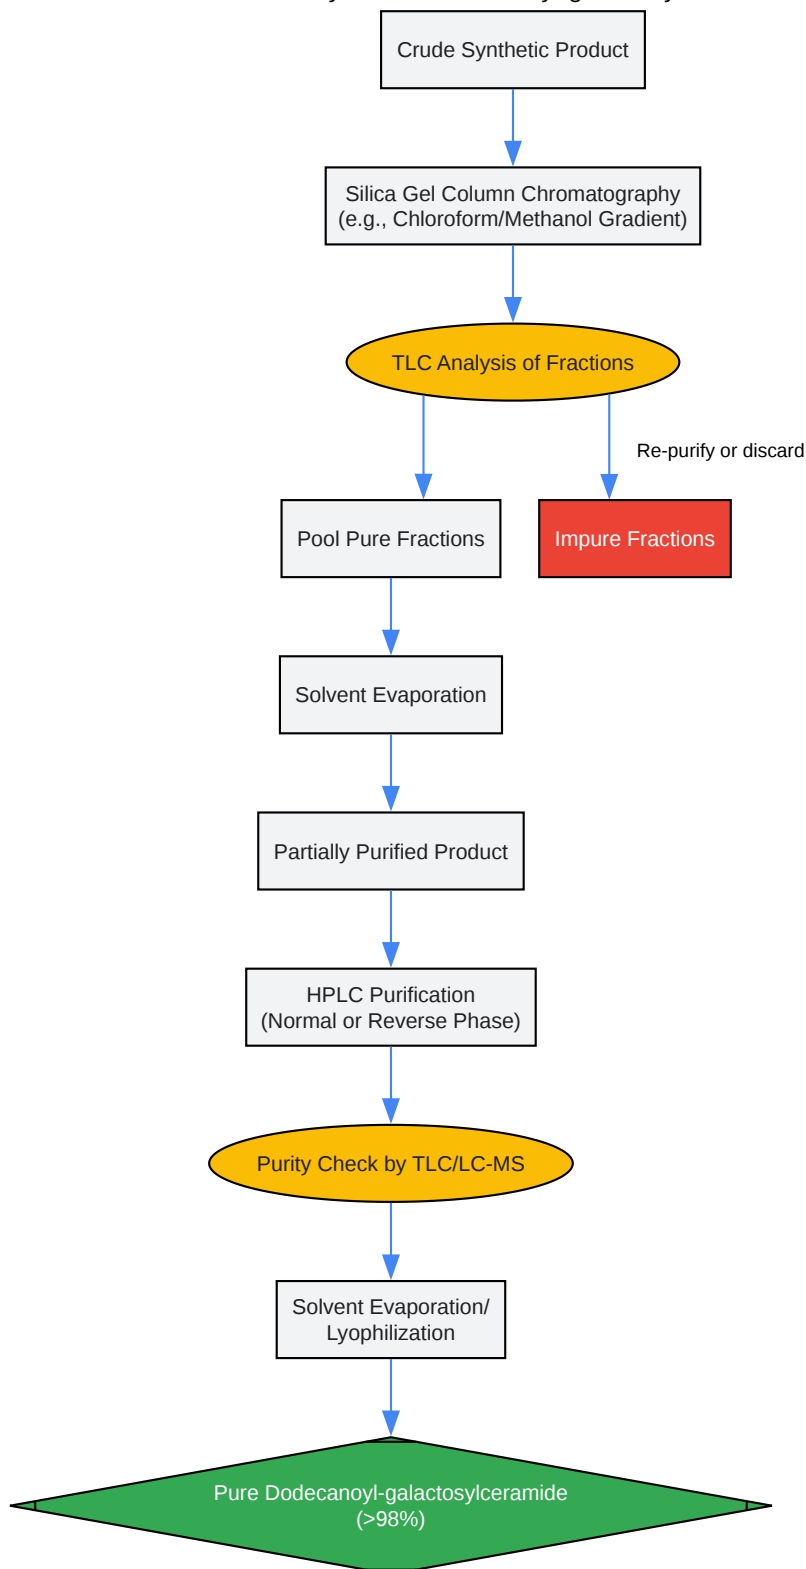 Crude Synthetic Product
Silica Gel Column Chromatography
(e.g., Chloroform/Methanol Gradient)
TLC Analysis of Fractions
Re-purify or discard
Pool Pure Fractions
Impure Fractions
Solvent Evaporation
Partially Purified Product
HPLC Purification
(Normal or Reverse Phase)
Purity Check by TLC/LC-MS
Solvent Evaporation/
Lyophilization
Pure Dodecanoyl-galactosylceramide
(>98%)